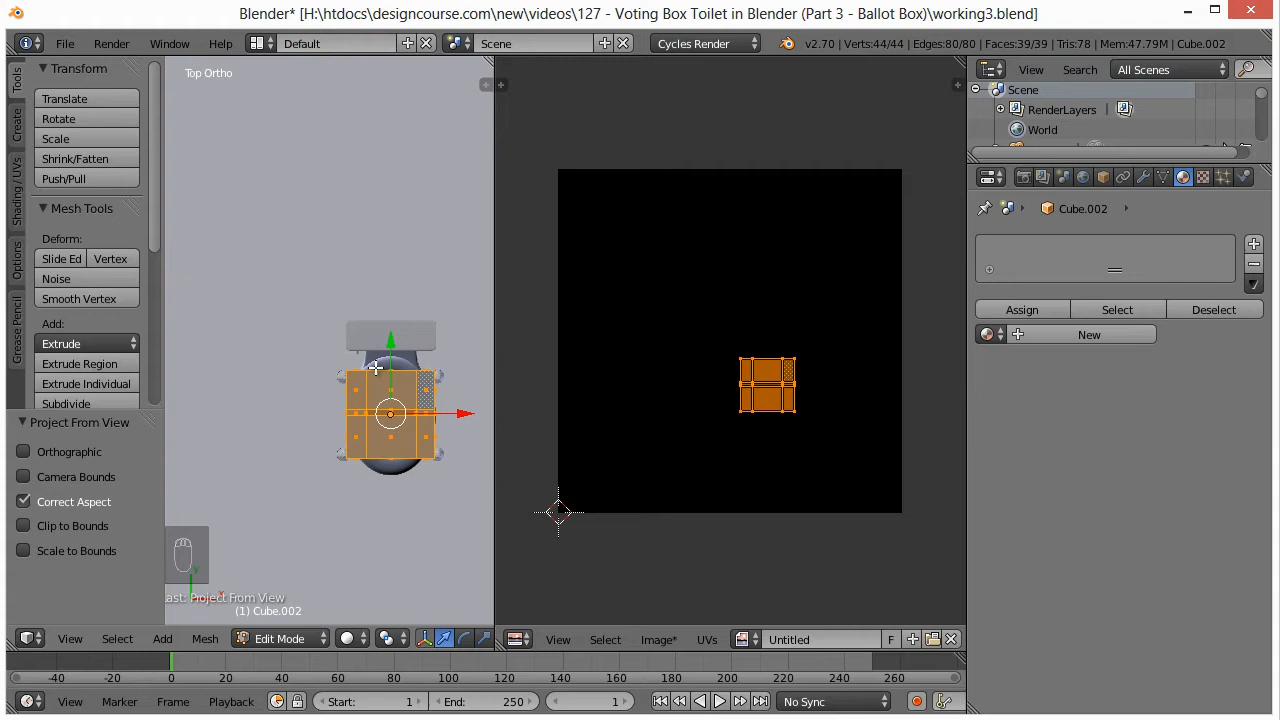 Blender* [H:\htdocs\designcourse.com\new\videos\127 - Voting Box Toilet in Blender (Part 3 - Ballot Box)\working3.blend]
File Render Window Help Default Scene Cycles Render v2.70 | Verts:44/44 | Edges:80/80 | Faces:39/39 | Tris:78 | Mem:47.79M | Cube.002
Tools
Create
Shading / UVs
Options
Grease Pencil
Transform
Translate
Rotate
Scale
Shrink/Fatten
Push/Pull
Mesh Tools
Deform:
Slide Ed Vertex
Noise
Smooth Vertex
Add:
Extrude
Extrude Region
Extrude Individual
Subdivide
Project From View
Orthographic
Camera Bounds
Correct Aspect
Clip to Bounds
Scale to Bounds
Top Ortho
y
x
ast: Project From View
(1) Cube.002
View Select Add Mesh Edit Mode
View Select Image* UVs Untitled F
View Search All Scenes
Scene
RenderLayers |
World
Cube.002
Assign Select Deselect
New
-40 -20 0 20 40 60 80 100 120 140 160 180 200 220 240 260
View Marker Frame Playback Start: 1 End: 250 1 No Sync